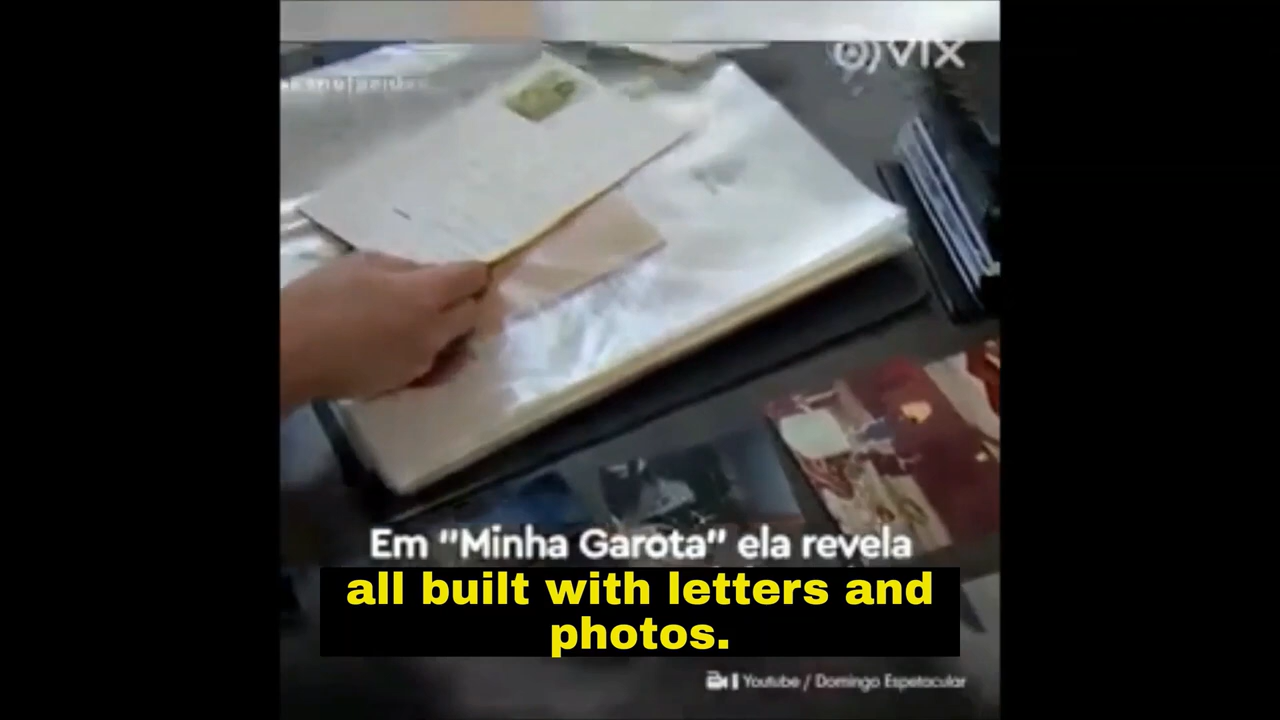 VIX
Em "Minha Garota" ela revela
all built with letters and
photos.
Youtube / Domingo Espetacular